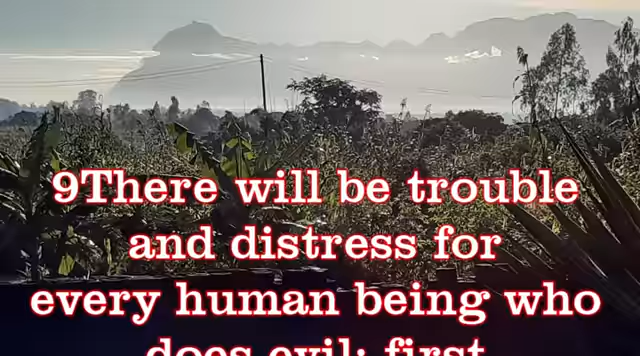 9There will be trouble
and distress for
every human being who
does evil: first